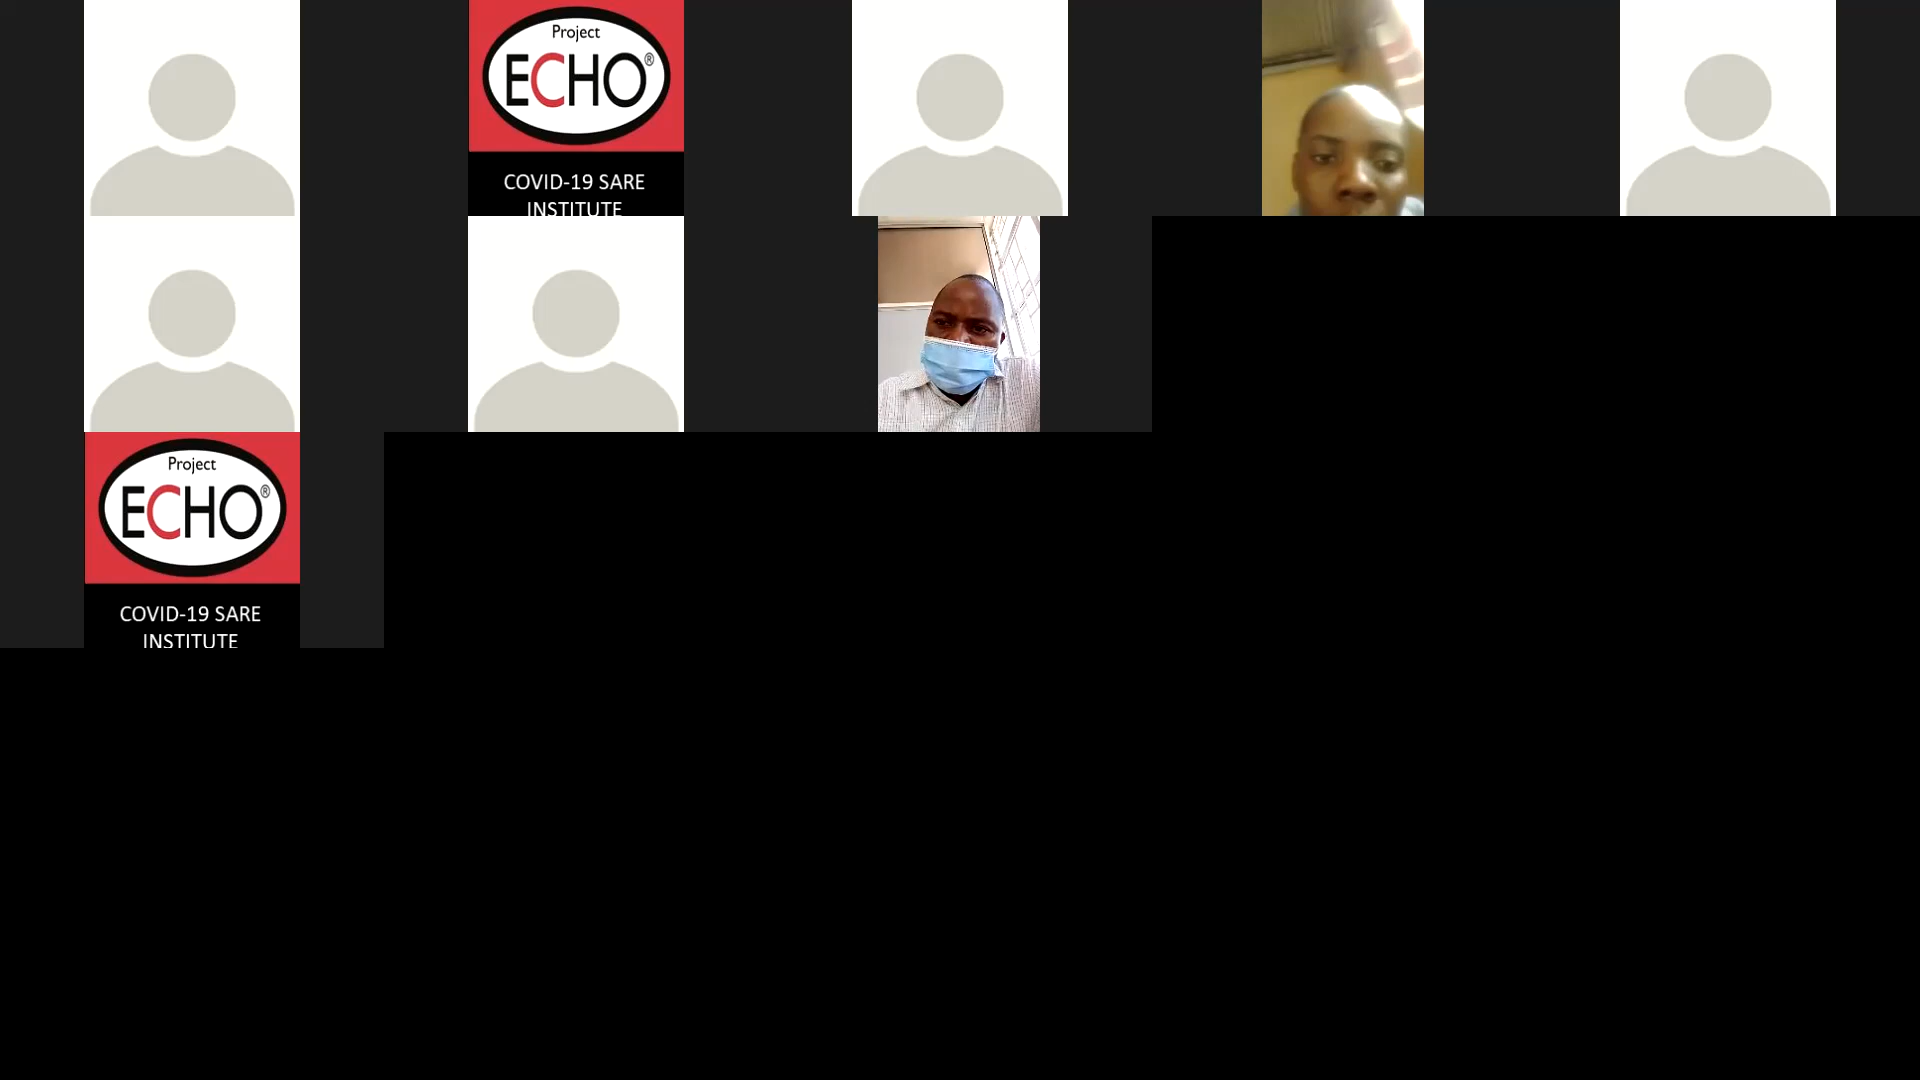 Project
ECHO®
COVID-19 SARE
INSTITUTE
Project
ECHO®
COVID-19 SARE
INSTITUTE